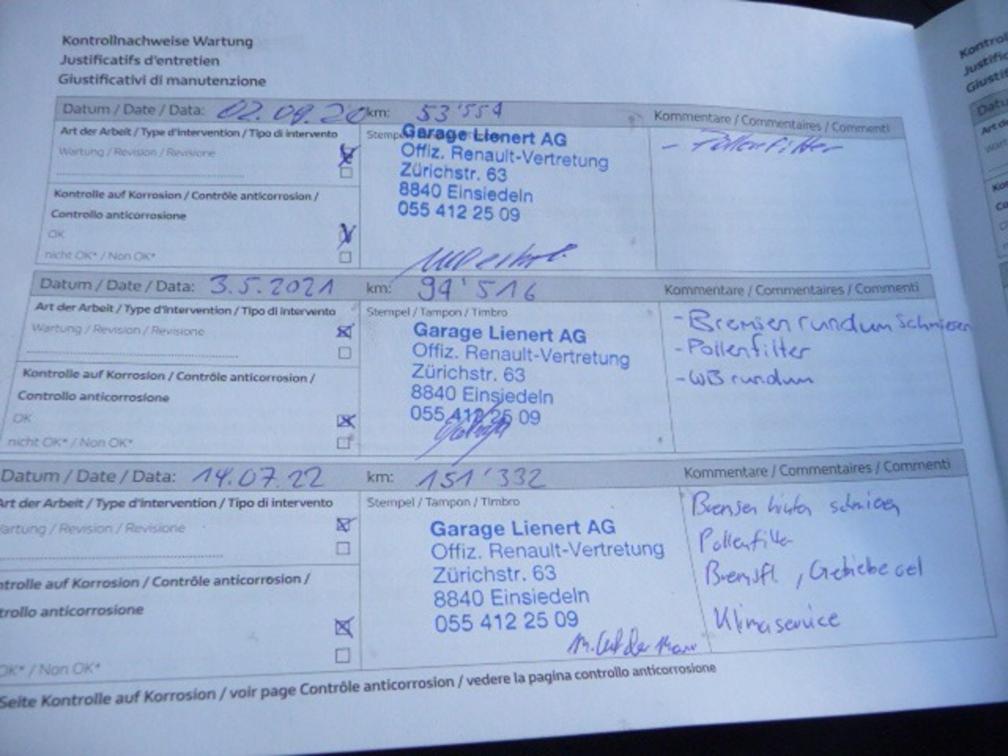 Kontrollnachweise Wartung
Justificatifs d'entretien
Giustificativi di manutenzione
Datum / Date / Data: 02.09.20 km: 53'554 Kommentare / Commentaires / Commenti
Art der Arbeit / Type d'intervention / Tipo di intervento
Wartung / Revision / Revisione
Kontrolle auf Korrosion / Contrôle anticorrosion /
Controllo anticorrosione
OK
nicht OK* / Non OK*
Garage Lienert AG
Offiz. Renault-Vertretung
Zürichstr. 63
8840 Einsiedeln
055 412 25 09
- Pollenfilter
Datum / Date / Data: 3.5.2021 km: 94'516 Kommentare / Commentaires / Commenti
Art der Arbeit / Type d'intervention / Tipo di intervento
Wartung / Revision / Revisione
Kontrolle auf Korrosion / Contrôle anticorrosion /
Controllo anticorrosione
OK
nicht OK* / Non OK*
Stempel / Tampon / Timbro
Garage Lienert AG
Offiz. Renault-Vertretung
Zürichstr. 63
8840 Einsiedeln
055 412 25 09
- Bremsen rundum schmieren
- Pollenfilter
- WB rundum
Datum / Date / Data: 14.07.22 km: 151'332 Kommentare / Commentaires / Commenti
Art der Arbeit / Type d'intervention / Tipo di intervento
Wartung / Revision / Revisione
ntrolle auf Korrosion / Contrôle anticorrosion /
trollo anticorrosione
OK* / Non OK*
Stempel / Tampon / Timbro
Garage Lienert AG
Offiz. Renault-Vertretung
Zürichstr. 63
8840 Einsiedeln
055 412 25 09
Bremsen hinten
Pollenfilter
Bremsfl, Getriebeoel
Klimaservice
Seite Kontrolle auf Korrosion / voir page Contrôle anticorrosion / vedere la pagina controllo anticorrosione